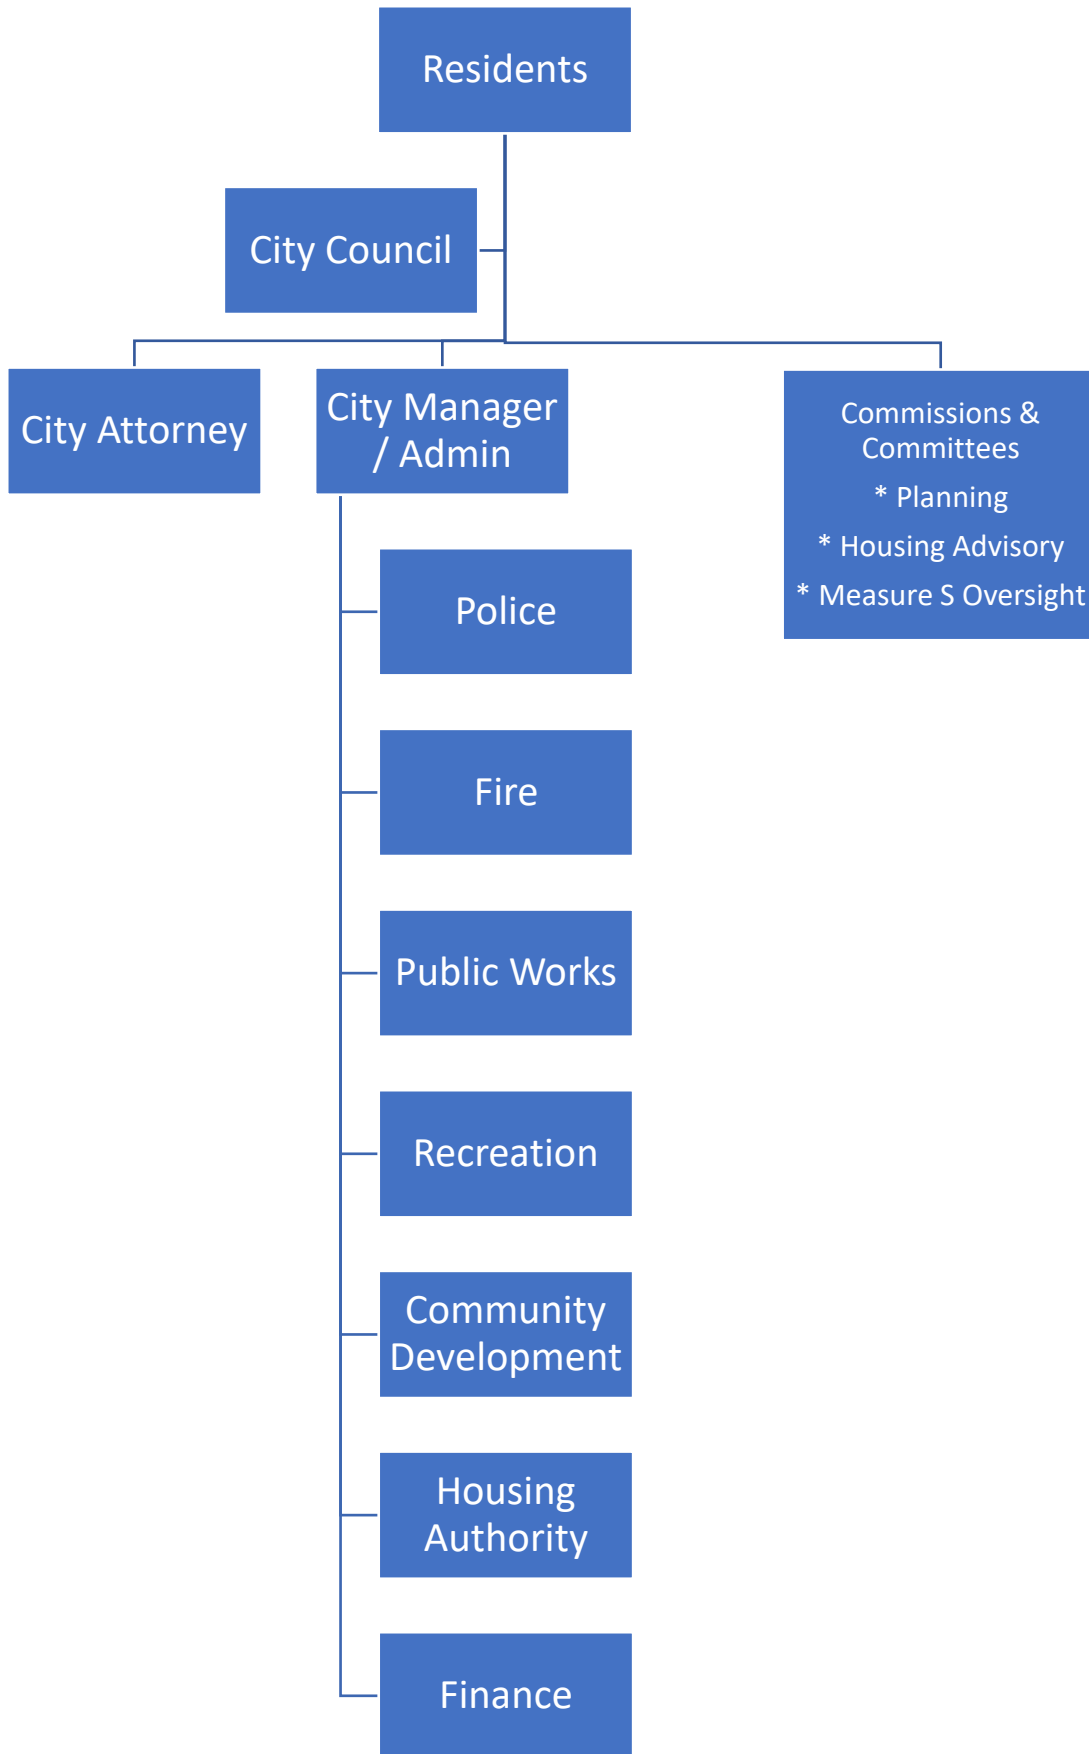 Residents
City Council
City Attorney
City Manager
/ Admin
Commissions &
Committees
* Planning
* Housing Advisory
* Measure S Oversight
Police
Fire
Public Works
Recreation
Community
Development
Housing
Authority
Finance